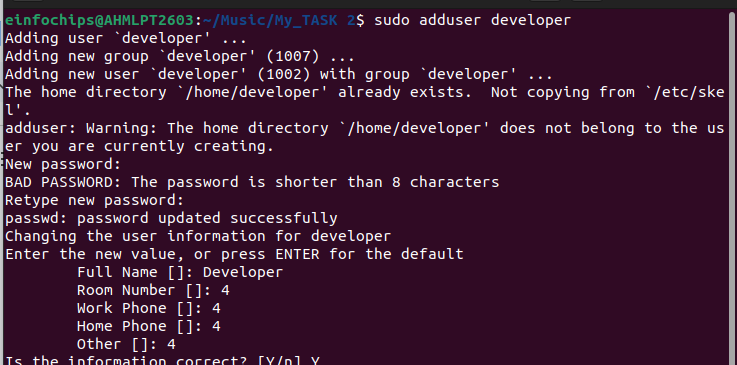 einfochips@AHMLPT2603:~/Music/My_TASK 2$ sudo adduser developer
Adding user `developer' ...
Adding new group `developer' (1007) ...
Adding new user `developer' (1002) with group `developer' ...
The home directory `/home/developer' already exists.  Not copying from `/etc/ske
l'.
adduser: Warning: The home directory `/home/developer' does not belong to the us
er you are currently creating.
New password:
BAD PASSWORD: The password is shorter than 8 characters
Retype new password:
passwd: password updated successfully
Changing the user information for developer
Enter the new value, or press ENTER for the default
        Full Name []: Developer
        Room Number []: 4
        Work Phone []: 4
        Home Phone []: 4
        Other []: 4
Is the information correct? [Y/n] Y